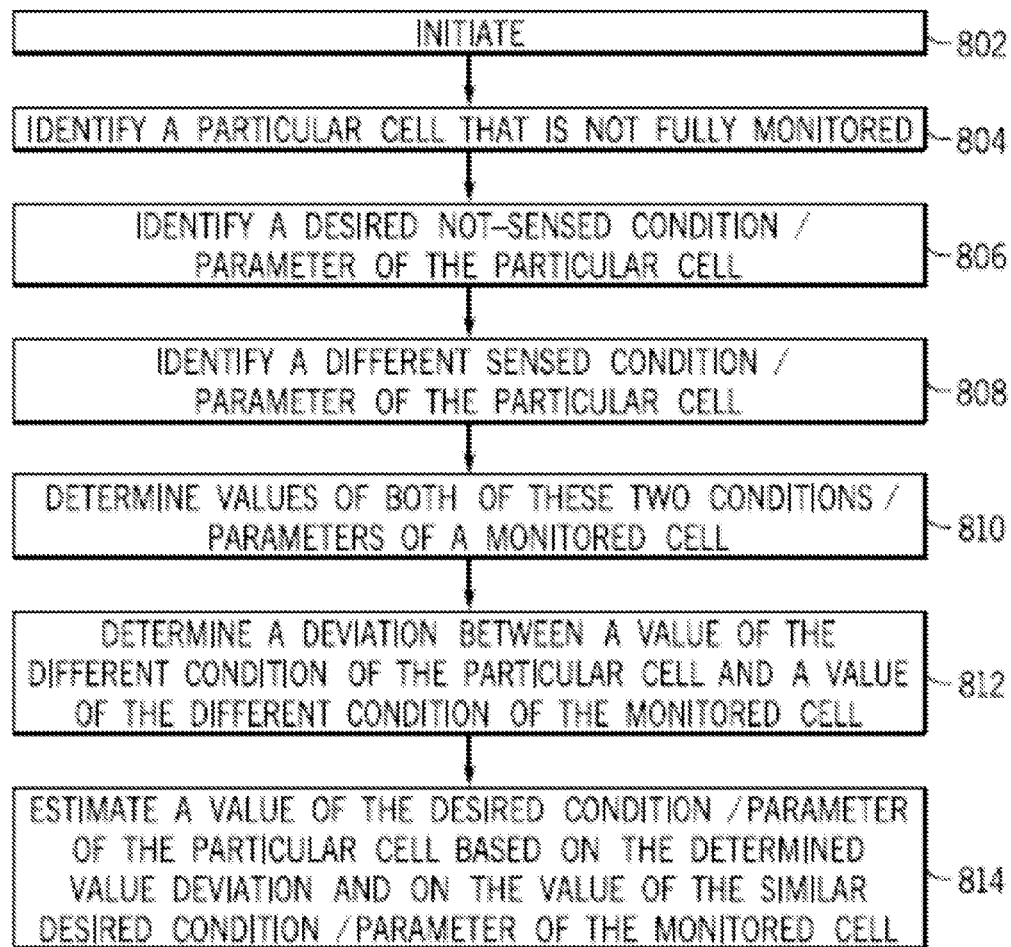 INITIATE
802
IDENTIFY A PARTICULAR CELL THAT IS NOT FULLY MONITORED
804
IDENTIFY A DESIRED NOT-SENSED CONDITION /
PARAMETER OF THE PARTICULAR CELL
806
IDENTIFY A DIFFERENT SENSED CONDITION /
PARAMETER OF THE PARTICULAR CELL
808
DETERMINE VALUES OF BOTH OF THESE TWO CONDITIONS /
PARAMETERS OF A MONITORED CELL
810
DETERMINE A DEVIATION BETWEEN A VALUE OF THE
DIFFERENT CONDITION OF THE PARTICULAR CELL AND A VALUE
OF THE DIFFERENT CONDITION OF THE MONITORED CELL
812
ESTIMATE A VALUE OF THE DESIRED CONDITION /PARAMETER
OF THE PARTICULAR CELL BASED ON THE DETERMINED
VALUE DEVIATION AND ON THE VALUE OF THE SIMILAR
DESIRED CONDITION /PARAMETER OF THE MONITORED CELL
814